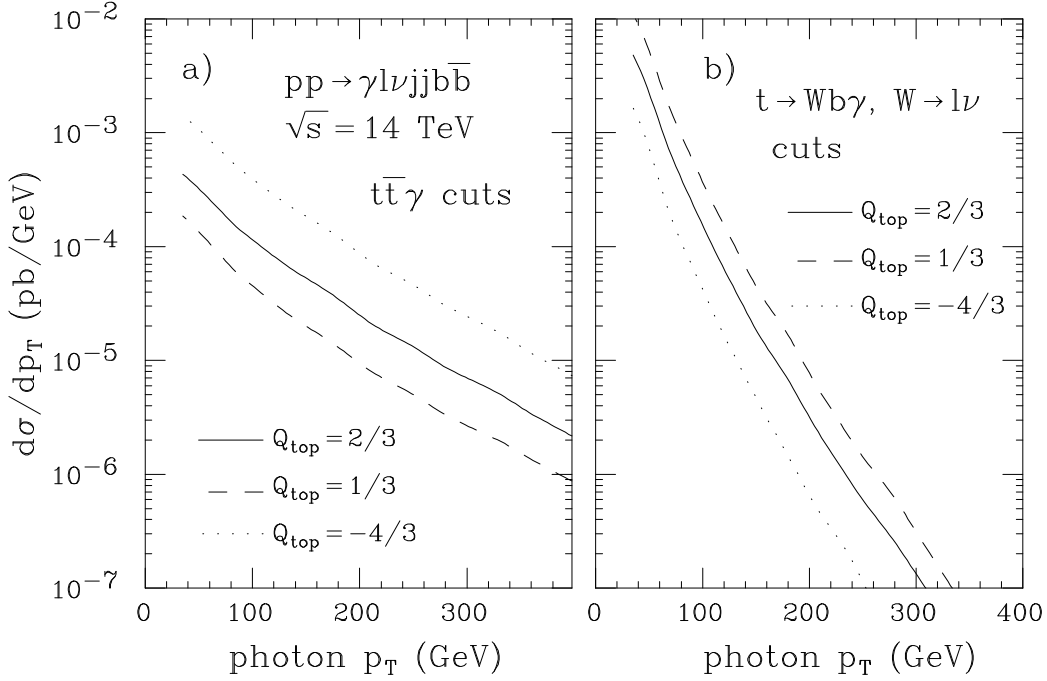 10⁻²
10⁻³
10⁻⁴
10⁻⁵
10⁻⁶
10⁻⁷
dσ/dp_T (pb/GeV)
a)
pp → γlνjjbb̅
√s = 14 TeV
tt̅γ cuts
Q_top = 2/3
Q_top = 1/3
Q_top = −4/3
0 100 200 300
photon p_T (GeV)
b)
t → Wbγ, W → lν
cuts
Q_top = 2/3
Q_top = 1/3
Q_top = −4/3
0 100 200 300 400
photon p_T (GeV)